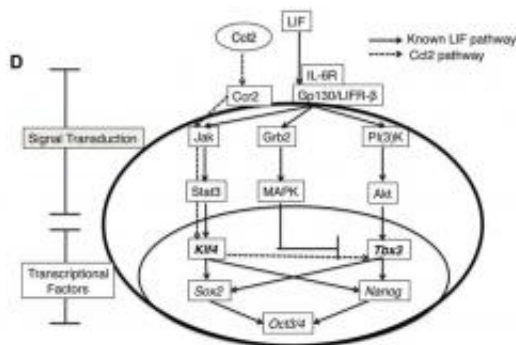 D
Ccl2
LIF
Known LIF pathway
Ccl2 pathway
IL-6R
Ccr2
Gp130/LIFR-β
Signal Transduction
Jak
Grb2
PI(3)K
Stat3
MAPK
Akt
Klf4
Tbx3
Transcriptional
Factors
Sox2
Nanog
Oct3/4